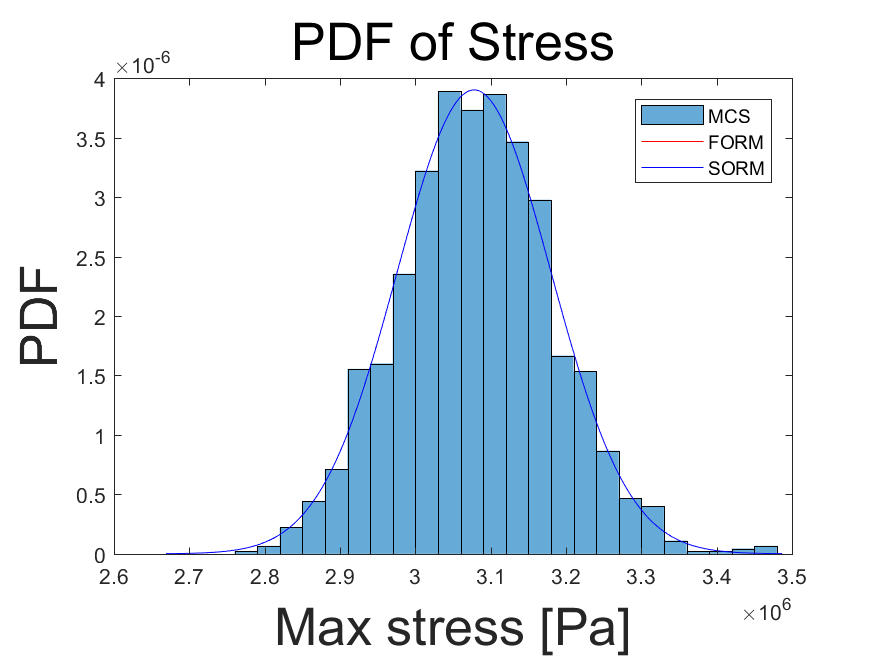 PDF of Stress
×10-6
4
3.5
3
2.5
2
1.5
1
0.5
0
PDF
MCS
FORM
SORM
2.6 2.7 2.8 2.9 3 3.1 3.2 3.3 3.4 3.5
×106
Max stress [Pa]